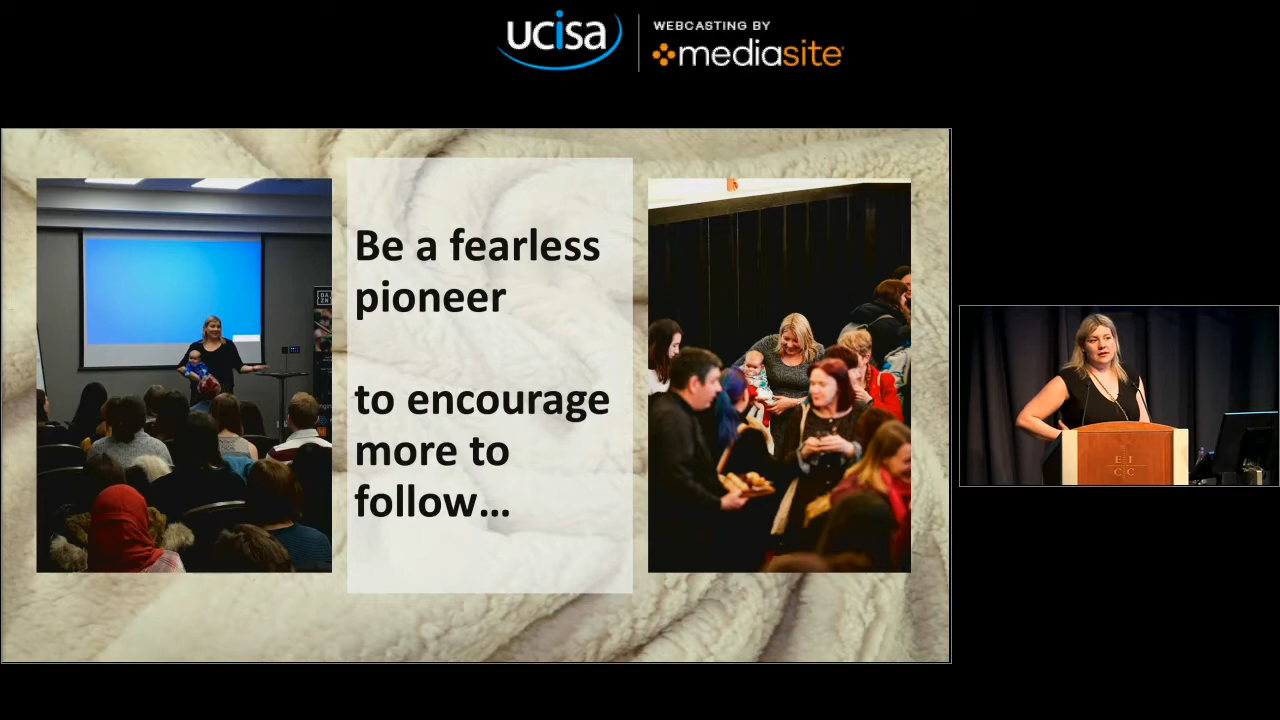 ucisa
WEBCASTING BY
mediasite
Be a fearless
pioneer
to encourage
more to
follow...
E I
C C